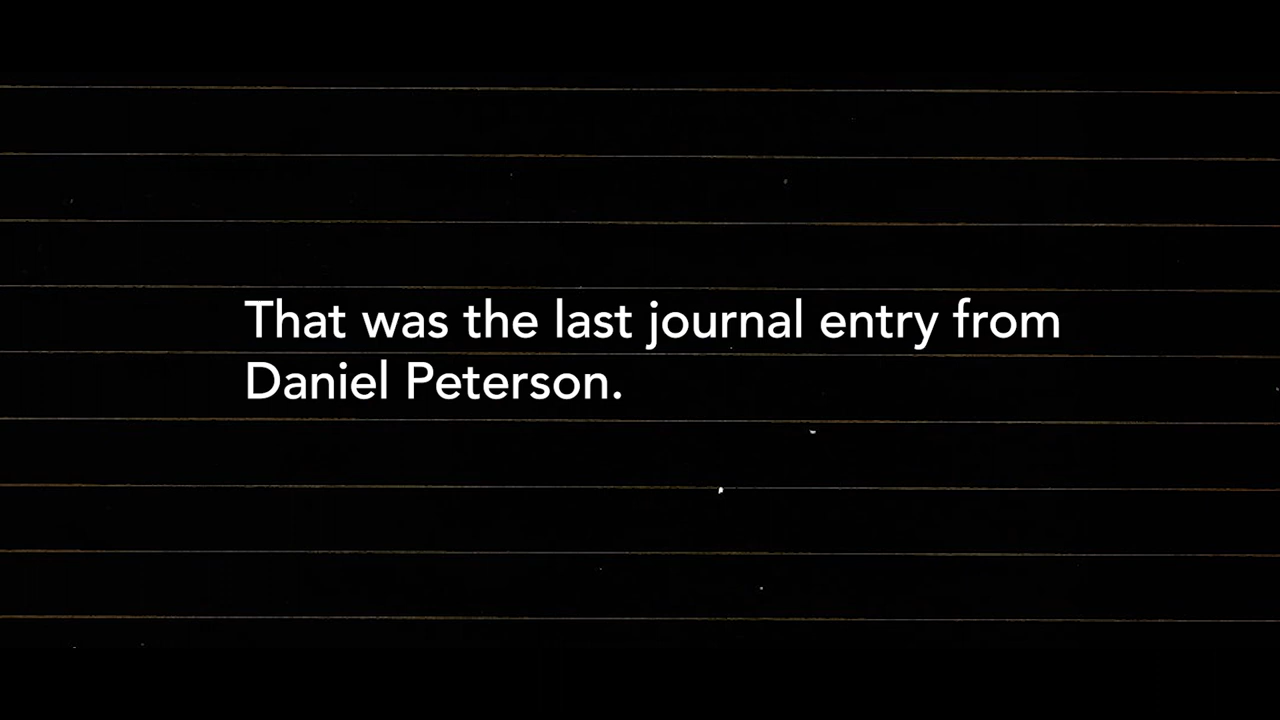 That was the last journal entry from
Daniel Peterson.